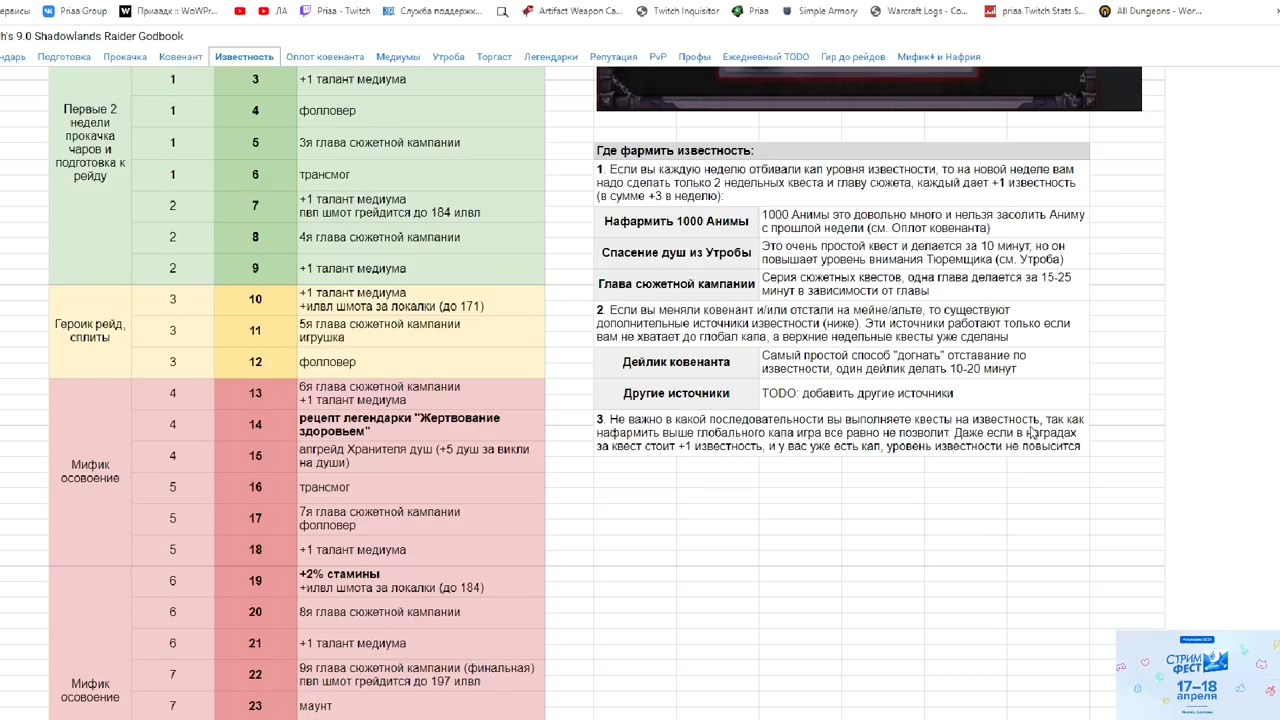 ервисы Priaa Group Приаадк :: WoWPr... ЛА Priaa - Twitch Служба поддержк... Artifact Weapon Ca... Twitch Inquisitor Priaa Simple Armory Warcraft Logs - Co... priaa Twitch Stats S... All Dungeons - Wor...
h's 9.0 Shadowlands Raider Godbook
ндарь Подготовка Прокачка Ковенант Известность Оплот ковенанта Медиумы Утроба Торгаст Легендарки Репутация PvP Профы Ежедневный TODO Гир до рейдов Мифик+ и Нафрия
Первые 2
недели
прокачка
чаров и
подготовка к
рейду
1 3 +1 талант медиума
1 4 фолловер
1 5 3я глава сюжетной кампании
1 6 трансмог
2 7 +1 талант медиума
пвп шмот грейдится до 184 илвл
2 8 4я глава сюжетной кампании
2 9 +1 талант медиума
Героик рейд,
сплиты
3 10 +1 талант медиума
+илвл шмота за локалки (до 171)
3 11 5я глава сюжетной кампании
игрушка
3 12 фолловер
Мифик
осовоение
4 13 6я глава сюжетной кампании
+1 талант медиума
4 14 рецепт легендарки "Жертвование
здоровьем"
4 15 апгрейд Хранителя душ (+5 душ за викли
на души)
5 16 трансмог
5 17 7я глава сюжетной кампании
фолловер
5 18 +1 талант медиума
Мифик
осовоение
6 19 +2% стамины
+илвл шмота за локалки (до 184)
6 20 8я глава сюжетной кампании
6 21 +1 талант медиума
7 22 9я глава сюжетной кампании (финальная)
пвп шмот грейдится до 197 илвл
7 23 маунт
Где фармить известность:
1. Если вы каждую неделю отбивали кап уровня известности, то на новой неделе вам
надо сделать только 2 недельных квеста и главу сюжета, каждый дает +1 известность
(в сумме +3 в неделю):
Нафармить 1000 Анимы
1000 Анимы это довольно много и нельзя засолить Аниму
с прошлой недели (см. Оплот ковенанта)
Спасение душ из Утробы
Это очень простой квест и делается за 10 минут, но он
повышает уровень внимания Тюремщика (см. Утроба)
Глава сюжетной кампании
Серия сюжетных квестов, одна глава делается за 15-25
минут в зависимости от главы
2. Если вы меняли ковенант и/или отстали на мейне/альте, то существуют
дополнительные источники известности (ниже). Эти источники работают только если
вам не хватает до глобал капа, а верхние недельные квесты уже сделаны
Дейлик ковенанта
Самый простой способ "догнать" отставание по
известности, один дейлик делать 10-20 минут
Другие источники
TODO: добавить другие источники
3. Не важно в какой последовательности вы выполняете квесты на известность, так как
нафармить выше глобального капа игра все равно не позволит. Даже если в наградах
за квест стоит +1 известность, и у вас уже есть кап, уровень известности не повысится
СТРИМ
ФЕСТ
17–18
апреля